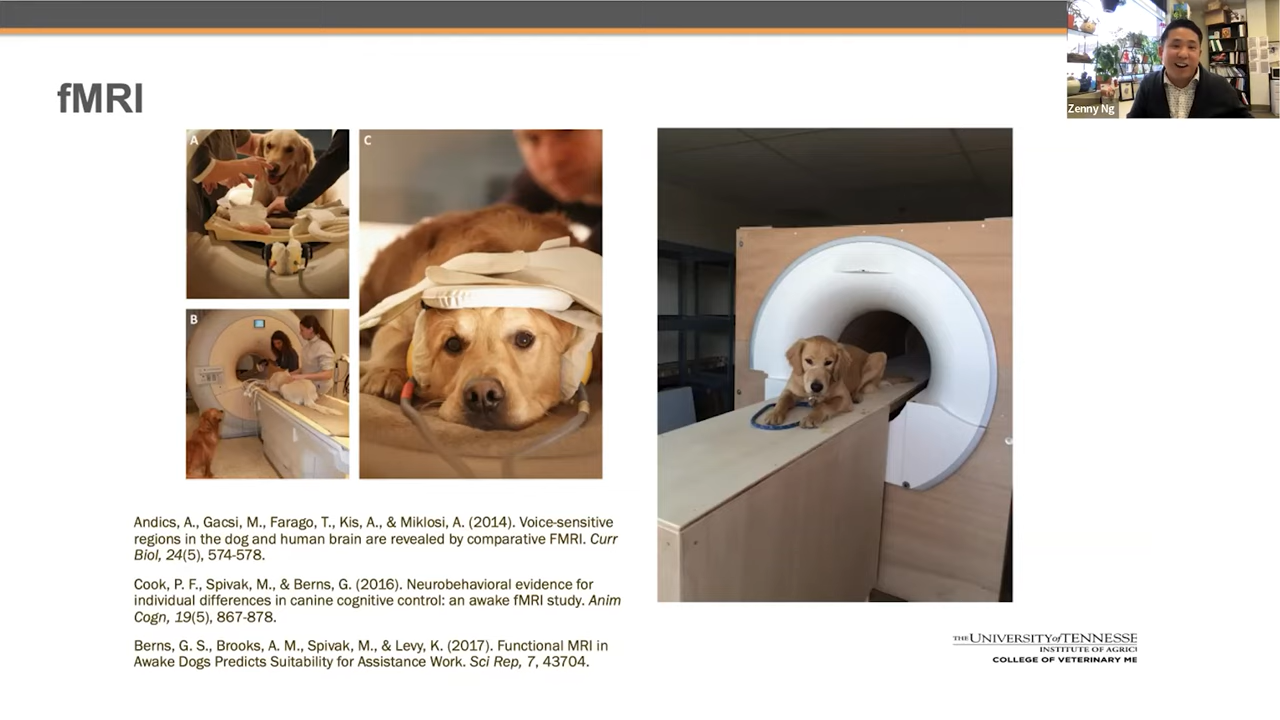 fMRI
Zenny Ng
A
C
B
Andics, A., Gacsi, M., Farago, T., Kis, A., & Miklosi, A. (2014). Voice-sensitive
regions in the dog and human brain are revealed by comparative FMRI. Curr
Biol, 24(5), 574-578.
Cook, P. F., Spivak, M., & Berns, G. (2016). Neurobehavioral evidence for
individual differences in canine cognitive control: an awake fMRI study. Anim
Cogn, 19(5), 867-878.
Berns, G. S., Brooks, A. M., Spivak, M., & Levy, K. (2017). Functional MRI in
Awake Dogs Predicts Suitability for Assistance Work. Sci Rep, 7, 43704.
THE UNIVERSITY of TENNESSE
INSTITUTE OF AGRICI
COLLEGE OF VETERINARY ME